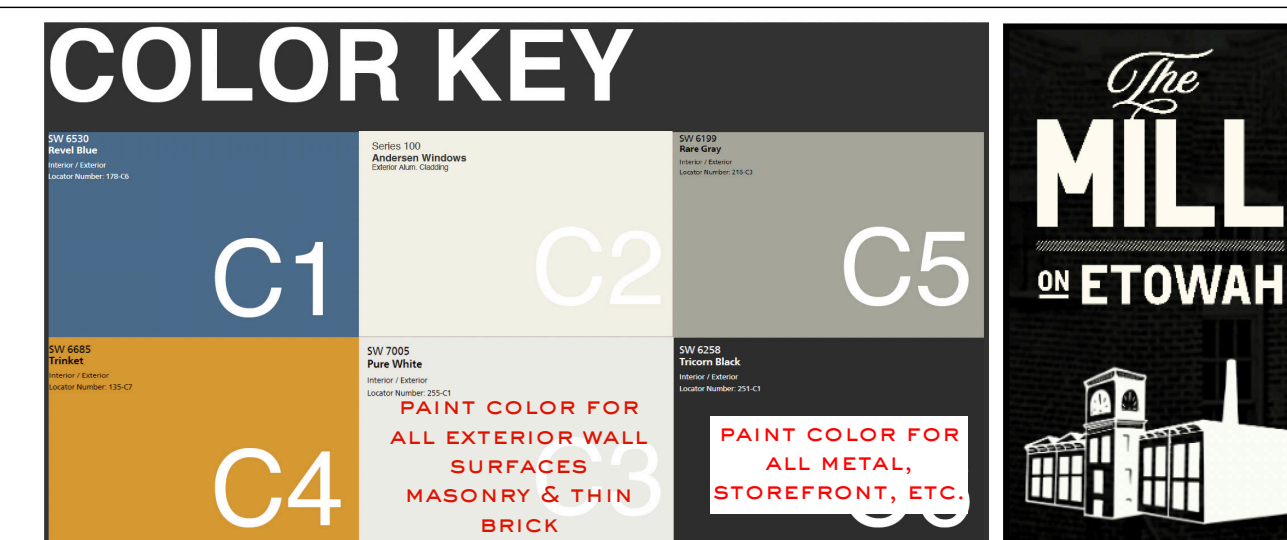 COLOR KEY
SW 6530
Revel Blue
Interior / Exterior
Locator Number: 178-C6
C1
Series 100
Andersen Windows
Exterior Alum. Cladding
C2
SW 6199
Rare Gray
Interior / Exterior
Locator Number: 216-C3
C5
SW 6685
Trinket
Interior / Exterior
Locator Number: 135-C7
C4
SW 7005
Pure White
Interior / Exterior
Locator Number: 255-C1
C3
PAINT COLOR FOR
ALL EXTERIOR WALL
SURFACES
MASONRY & THIN
BRICK
SW 6258
Tricorn Black
Interior / Exterior
Locator Number: 251-C1
PAINT COLOR FOR
ALL METAL,
STOREFRONT, ETC.
The
MILL
ON ETOWAH